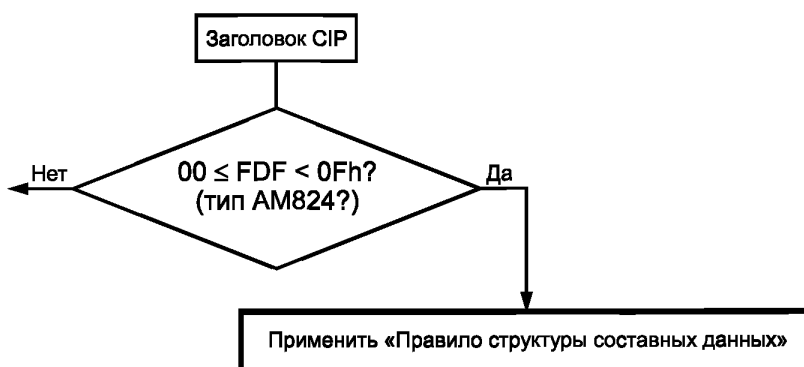 Заголовок CIP
00 ≤ FDF < 0Fh?
(тип AM824?)
Нет
Да
Применить «Правило структуры составных данных»